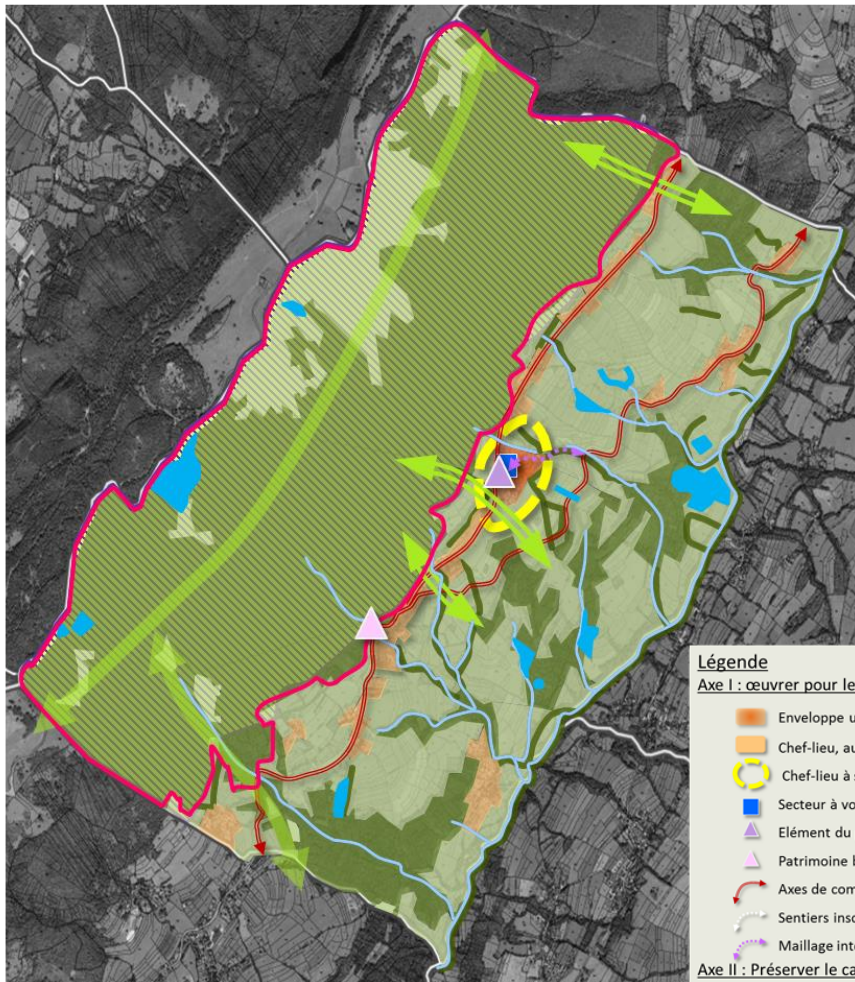 Légende
Axe I : œuvrer pour le
Enveloppe u
Chef-lieu, au
Chef-lieu à s
Secteur à vo
Elément du
Patrimoine b
Axes de com
Sentiers insc
Maillage inte
Axe II : Préserver le ca